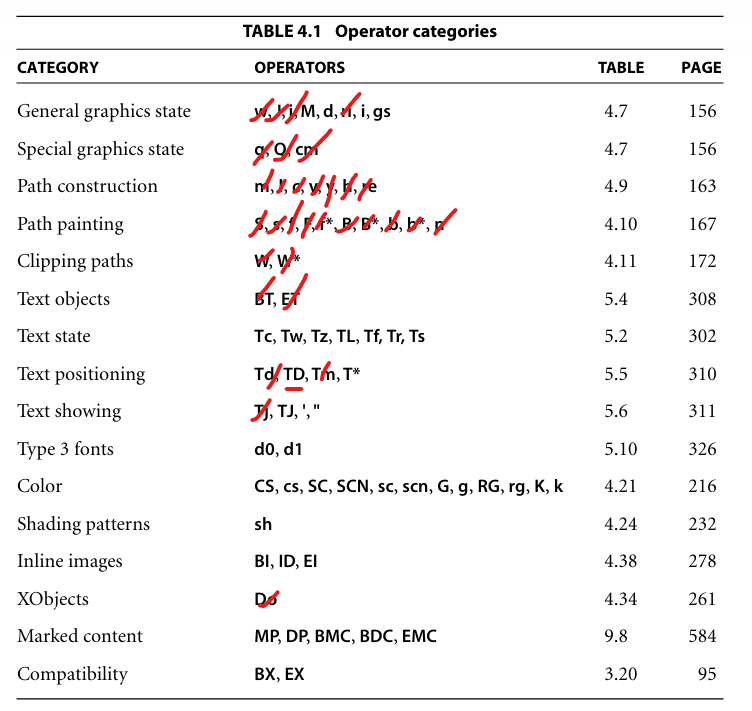 TABLE 4.1 Operator categories
CATEGORY OPERATORS TABLE PAGE
General graphics state w, J, j, M, d, ri, i, gs 4.7 156
Special graphics state q, Q, cm 4.7 156
Path construction m, l, c, v, y, h, re 4.9 163
Path painting S, s, f, F, f*, B, B*, b, b*, n 4.10 167
Clipping paths W, W* 4.11 172
Text objects BT, ET 5.4 308
Text state Tc, Tw, Tz, TL, Tf, Tr, Ts 5.2 302
Text positioning Td, TD, Tm, T* 5.5 310
Text showing Tj, TJ, ', " 5.6 311
Type 3 fonts d0, d1 5.10 326
Color CS, cs, SC, SCN, sc, scn, G, g, RG, rg, K, k 4.21 216
Shading patterns sh 4.24 232
Inline images BI, ID, EI 4.38 278
XObjects Do 4.34 261
Marked content MP, DP, BMC, BDC, EMC 9.8 584
Compatibility BX, EX 3.20 95